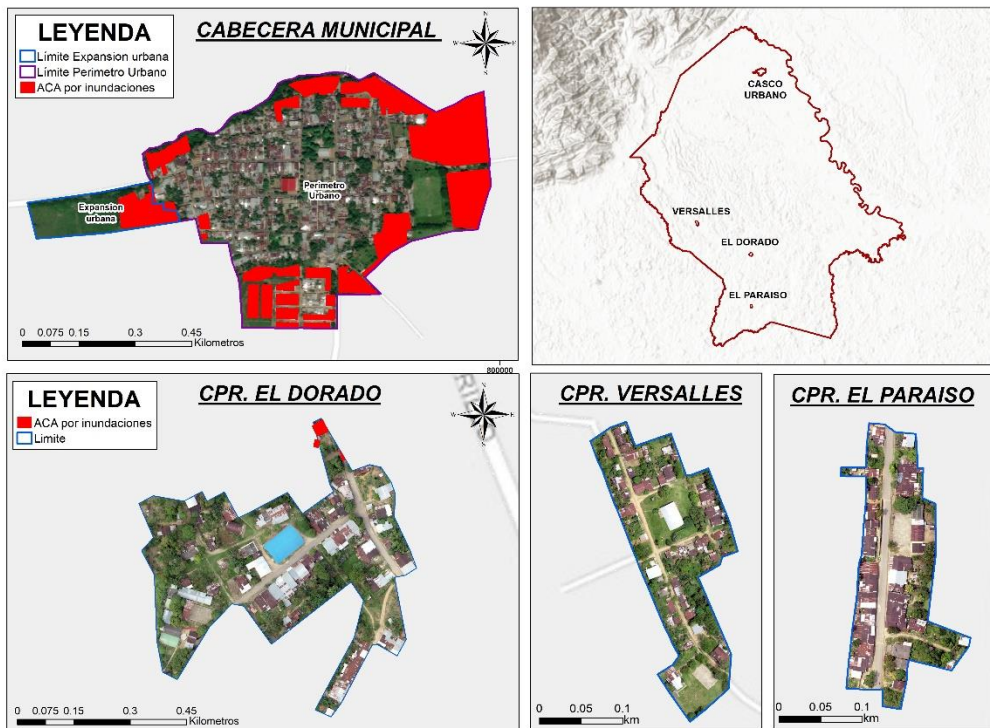 LEYENDA
Límite Expansion urbana
Límite Perimetro Urbano
ACA por inundaciones
CABECERA MUNICIPAL
N
W
E
S
Perimetro
Urbano
Expansion
urbana
0 0.075 0.15 0.3 0.45
Kilometros
CASCO
URBANO
VERSALLES
EL DORADO
EL PARAISO
800000
LEYENDA
ACA por inundaciones
Limite
CPR. EL DORADO
N
W
E
S
0 0.075 0.15 0.3 0.45
Kilometros
CPR. VERSALLES
0 0.05 0.1
km
CPR. EL PARAISO
0 0.05 0.1
km